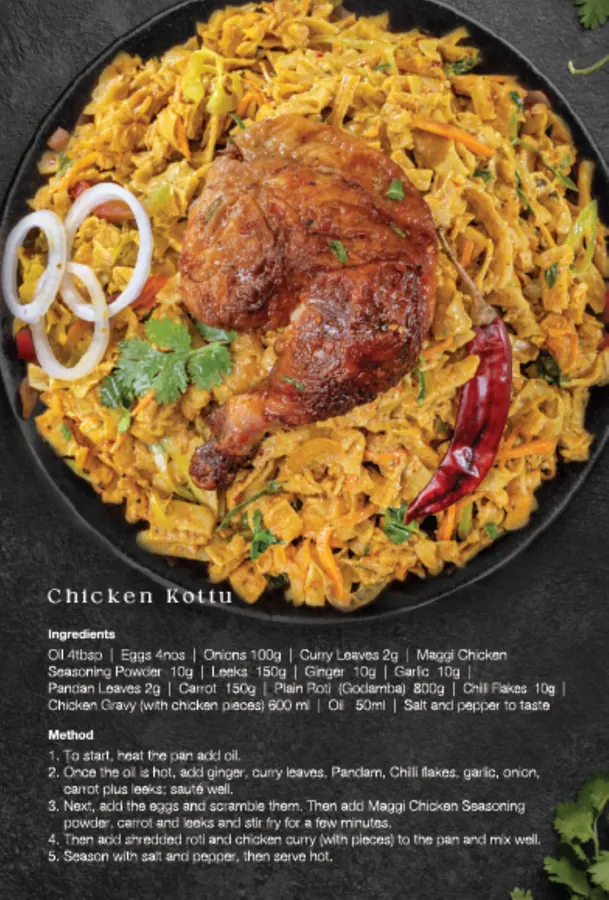 Chicken Kottu
Ingredients
Oil 4tbsp | Eggs 4nos | Onions 100g | Curry Leaves 2g | Maggi Chicken
Seasoning Powder 10g | Leeks 150g | Ginger 10g | Garlic 10g |
Pandan Leaves 2g | Carrot 150g | Plain Roti (Godamba) 800g | Chilli Flakes 10g |
Chicken Gravy (with chicken pieces) 600 ml | Oil 50ml | Salt and pepper to taste
Method
1. To start, heat the pan add oil.
2. Once the oil is hot, add ginger, curry leaves, Pandam, Chilli flakes, garlic, onion,
carrot plus leeks; sauté well.
3. Next, add the eggs and scramble them. Then add Maggi Chicken Seasoning
powder, carrot and leeks and stir fry for a few minutes.
4. Then add shredded roti and chicken curry (with pieces) to the pan and mix well.
5. Season with salt and pepper, then serve hot.